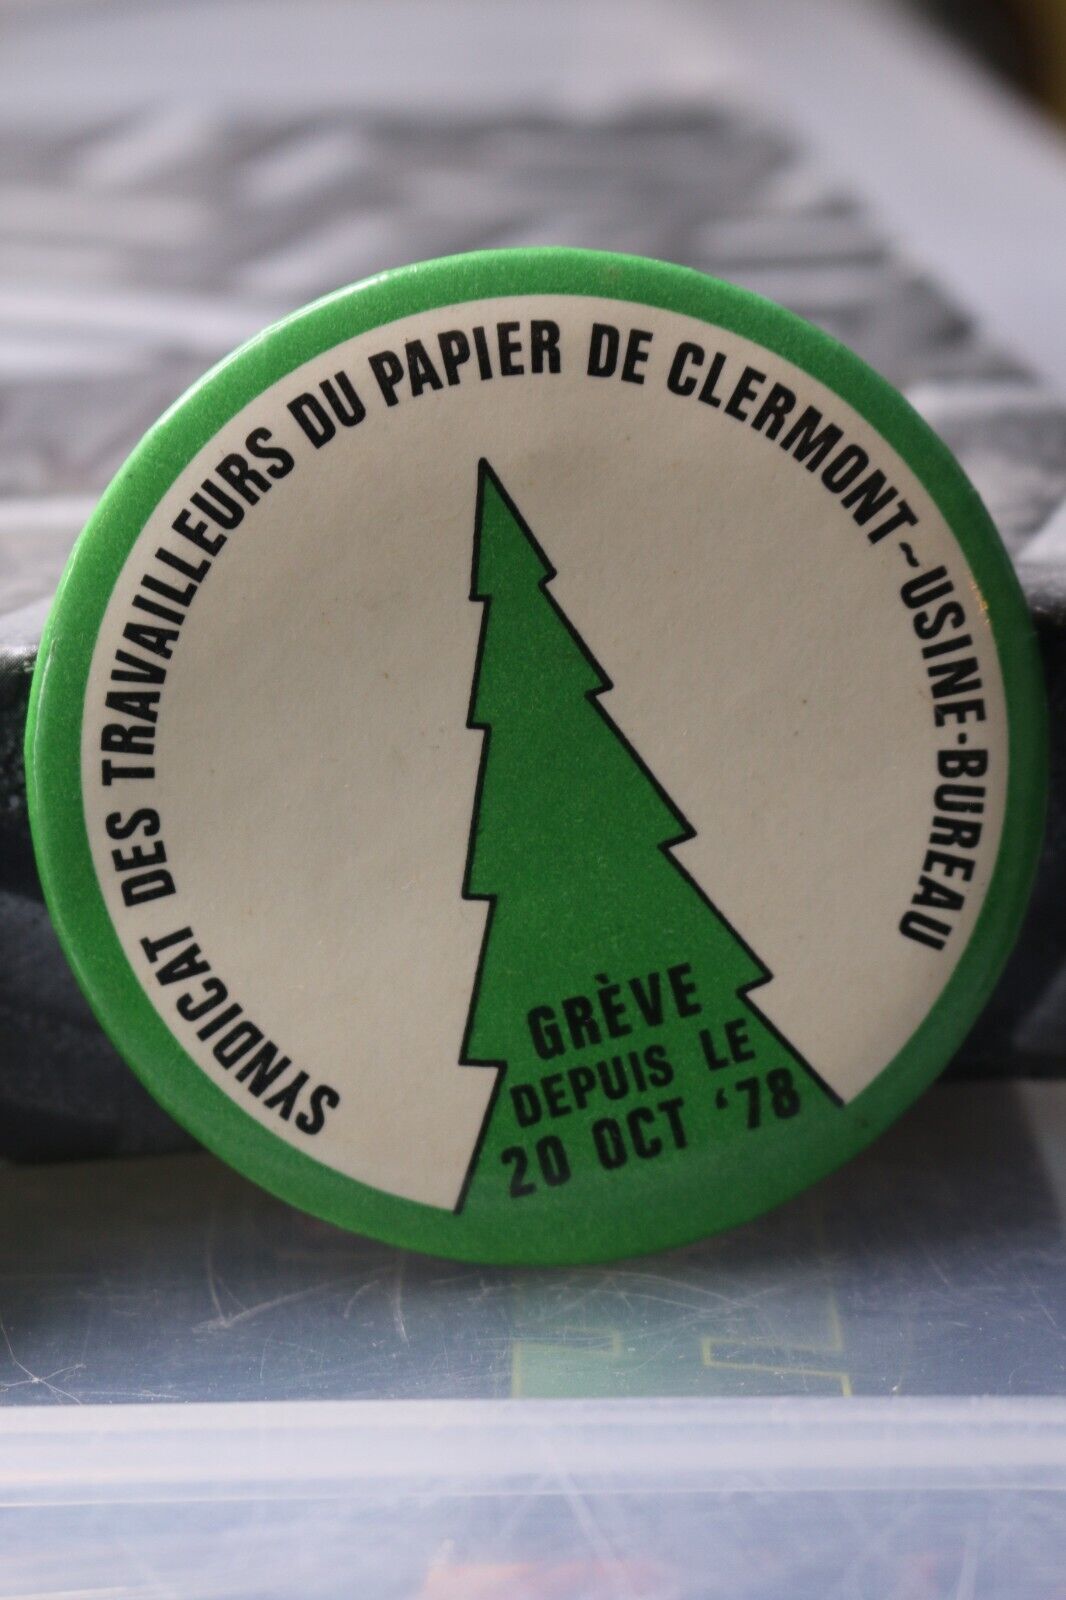 SYNDICAT DES TRAVAILLEURS DU PAPIER DE CLERMONT~USINE-BUREAU
GRÈVE
DEPUIS LE
20 OCT '78